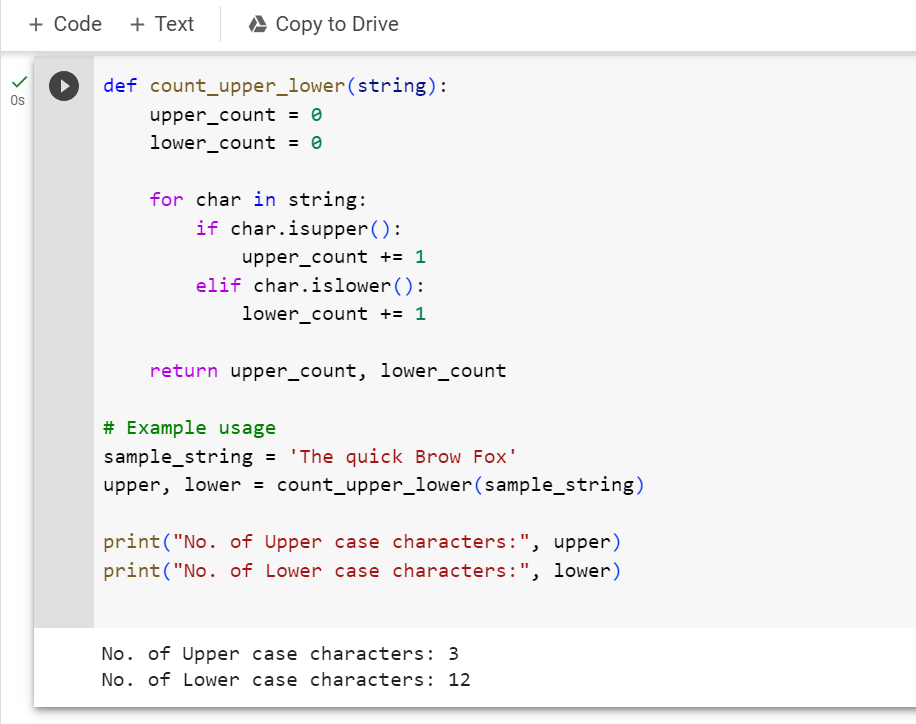 + Code + Text Copy to Drive
0s
def count_upper_lower(string):
    upper_count = 0
    lower_count = 0

    for char in string:
        if char.isupper():
            upper_count += 1
        elif char.islower():
            lower_count += 1

    return upper_count, lower_count

# Example usage
sample_string = 'The quick Brow Fox'
upper, lower = count_upper_lower(sample_string)

print("No. of Upper case characters:", upper)
print("No. of Lower case characters:", lower)

No. of Upper case characters: 3
No. of Lower case characters: 12